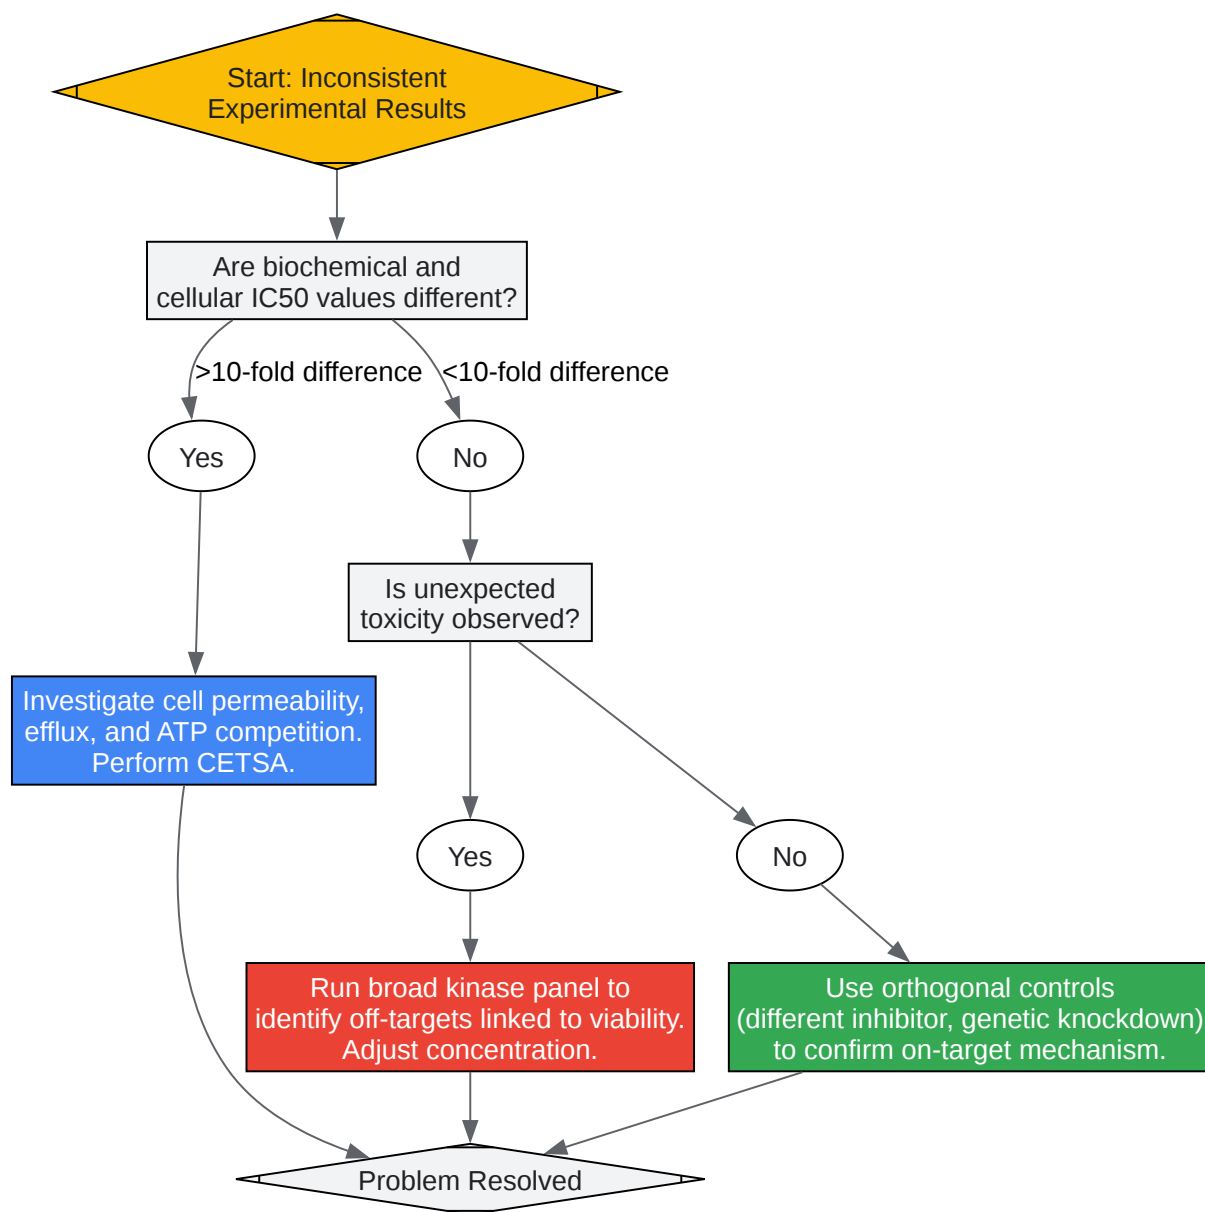 Start: Inconsistent
Experimental Results
Are biochemical and
cellular IC50 values different?
>10-fold difference
<10-fold difference
Yes
No
Is unexpected
toxicity observed?
Investigate cell permeability,
efflux, and ATP competition.
Perform CETSA.
Yes
No
Run broad kinase panel to
identify off-targets linked to viability.
Adjust concentration.
Use orthogonal controls
(different inhibitor, genetic knockdown)
to confirm on-target mechanism.
Problem Resolved